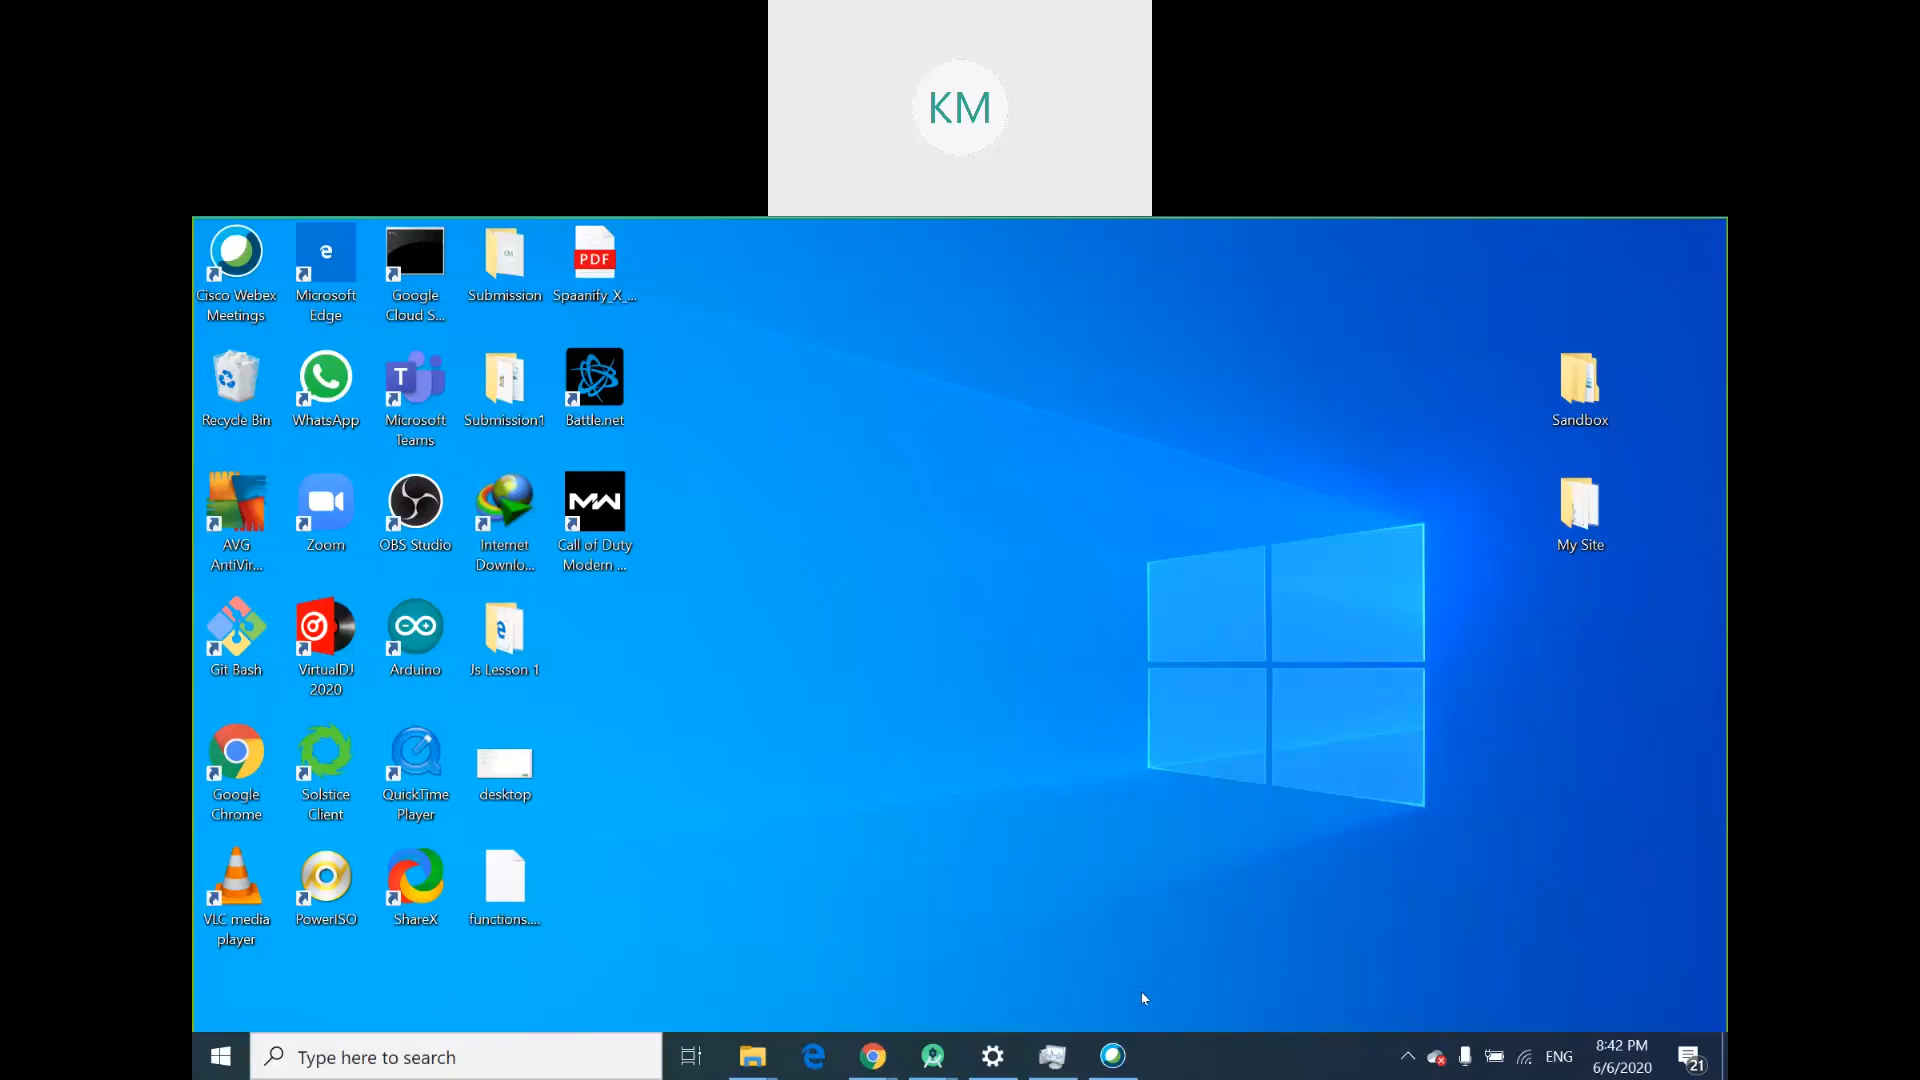 KM
Cisco Webex
Meetings
Microsoft
Edge
Google
Cloud S...
Submission
Spaanify_X_...
PDF
Recycle Bin
WhatsApp
Microsoft
Teams
T
Submission1
Battle.net
Sandbox
AVG
AntiVir...
Zoom
OBS Studio
Internet
Downlo...
MW
Call of Duty
Modern ...
My Site
Git Bash
VirtualDJ
2020
Arduino
Js Lesson 1
Google
Chrome
Solstice
Client
QuickTime
Player
desktop
VLC media
player
PowerISO
ShareX
functions....
Type here to search
ENG
8:42 PM
6/6/2020
21